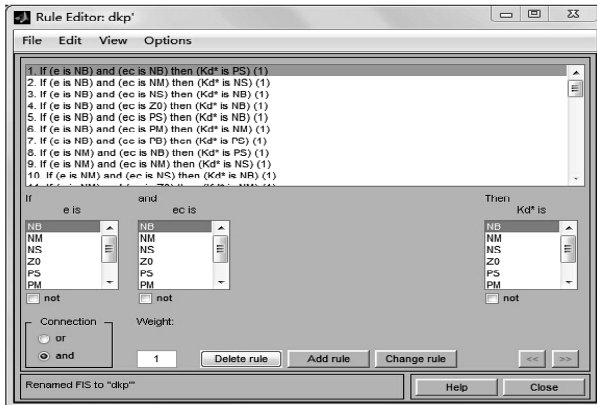 Rule Editor: dkp'
File Edit View Options
1. If (e is NB) and (ec is NB) then (Kd* is PS) (1)
2. If (e is NB) and (ec is NM) then (Kd* is NS) (1)
3. If (e is NB) and (ec is NS) then (Kd* is NB) (1)
4. If (e is NB) and (ec is Z0) then (Kd* is NB) (1)
5. If (e is NB) and (ec is PS) then (Kd* is NB) (1)
6. If (e is NB) and (ec is PM) then (Kd* is NM) (1)
7. If (e is NB) and (ec is PB) then (Kd* is PS) (1)
8. If (e is NM) and (ec is NB) then (Kd* is PS) (1)
9. If (e is NM) and (ec is NM) then (Kd* is NS) (1)
10. If (e is NM) and (ec is NS) then (Kd* is NB) (1)
If and Then
e is ec is Kd* is
NB NB NB
NM NM NM
NS NS NS
Z0 Z0 Z0
PS PS PS
PM PM PM
not not not
Connection Weight:
or
and 1 Delete rule Add rule Change rule << >>
Renamed FIS to "dkp'" Help Close